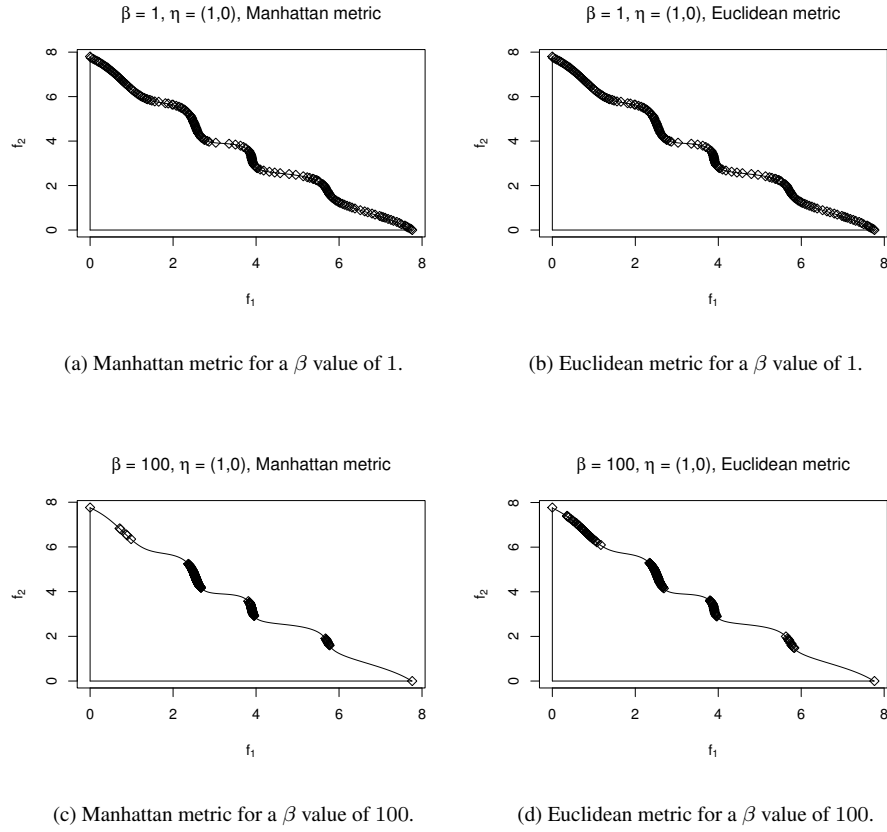 β = 1, η = (1,0), Manhattan metric
f₂
0 2 4 6 8
0 2 4 6 8
f₁
(a) Manhattan metric for a β value of 1.
β = 1, η = (1,0), Euclidean metric
f₂
0 2 4 6 8
0 2 4 6 8
f₁
(b) Euclidean metric for a β value of 1.
β = 100, η = (1,0), Manhattan metric
f₂
0 2 4 6 8
0 2 4 6 8
f₁
(c) Manhattan metric for a β value of 100.
β = 100, η = (1,0), Euclidean metric
f₂
0 2 4 6 8
0 2 4 6 8
f₁
(d) Euclidean metric for a β value of 100.